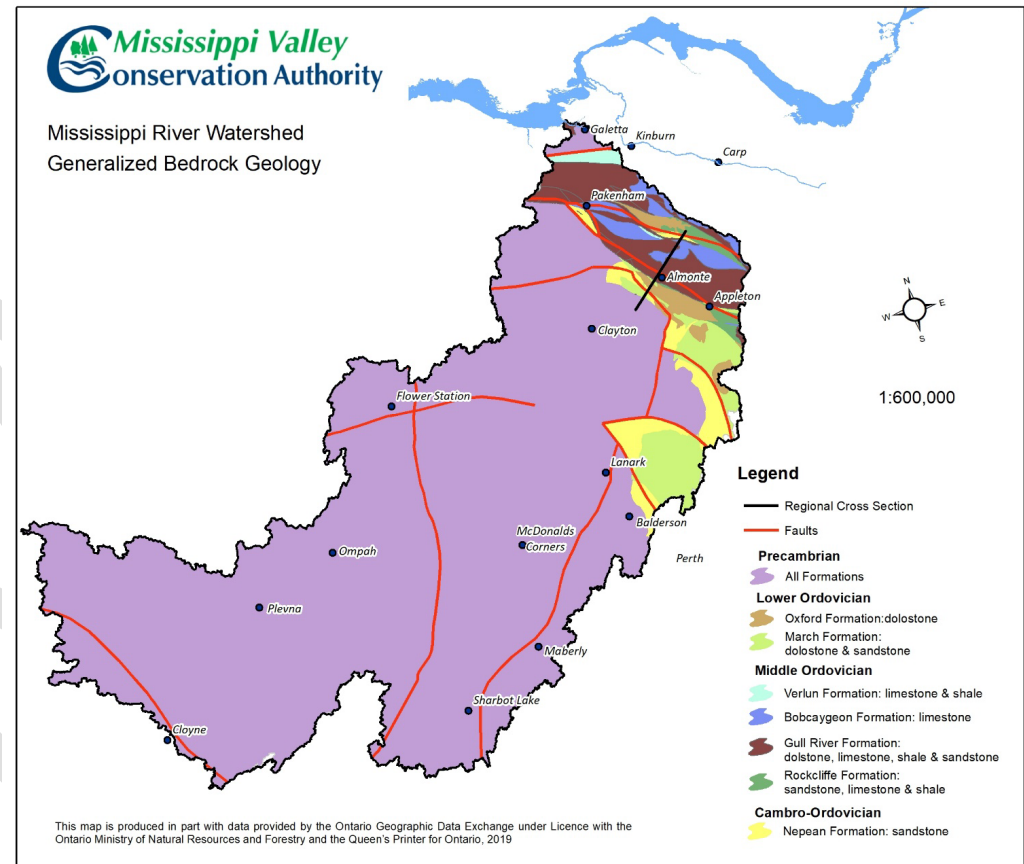 Mississippi Valley
Conservation Authority
Mississippi River Watershed
Generalized Bedrock Geology
Galetta
Kinburn
Carp
Pakenham
Almonte
Appleton
N
W
E
S
Clayton
1:600,000
Flower Station
Lanark
Balderson
McDonalds
Corners
Perth
Ompah
Plevna
Maberly
Sharbot Lake
Cloyne
Legend
Regional Cross Section
Faults
Precambrian
All Formations
Lower Ordovician
Oxford Formation:dolostone
March Formation:
dolostone & sandstone
Middle Ordovician
Verlun Formation: limestone & shale
Bobcaygeon Formation: limestone
Gull River Formation:
dolstone, limestone, shale & sandstone
Rockcliffe Formation:
sandstone, limestone & shale
Cambro-Ordovician
Nepean Formation: sandstone
This map is produced in part with data provided by the Ontario Geographic Data Exchange under Licence with the
Ontario Ministry of Natural Resources and Forestry and the Queen's Printer for Ontario, 2019